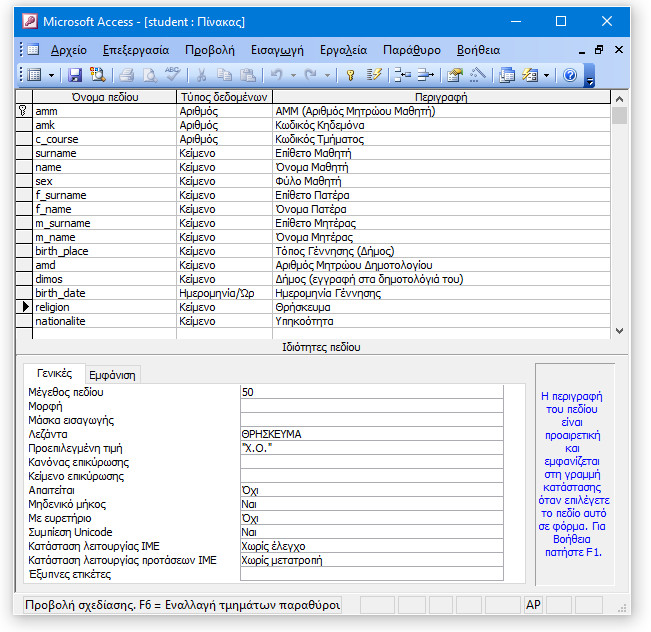 Microsoft Access - [student : Πίνακας]
Αρχείο Επεξεργασία Προβολή Εισαγωγή Εργαλεία Παράθυρο Βοήθεια
Όνομα πεδίου Τύπος δεδομένων Περιγραφή
amm Αριθμός ΑΜΜ (Αριθμός Μητρώου Μαθητή)
amk Αριθμός Κωδικός Κηδεμόνα
c_course Αριθμός Κωδικός Τμήματος
surname Κείμενο Επίθετο Μαθητή
name Κείμενο Όνομα Μαθητή
sex Κείμενο Φύλο Μαθητή
f_surname Κείμενο Επίθετο Πατέρα
f_name Κείμενο Όνομα Πατέρα
m_surname Κείμενο Επίθετο Μητέρας
m_name Κείμενο Όνομα Μητέρας
birth_place Κείμενο Τόπος Γέννησης (Δήμος)
amd Κείμενο Αριθμός Μητρώου Δημοτολογίου
dimos Κείμενο Δήμος (εγγραφή στα δημοτολόγιά του)
birth_date Ημερομηνία/Ώρ Ημερομηνία Γέννησης
religion Κείμενο Θρήσκευμα
nationalite Κείμενο Υπηκοότητα
Ιδιότητες πεδίου
Γενικές Εμφάνιση
Μέγεθος πεδίου 50
Μορφή
Μάσκα εισαγωγής
Λεζάντα ΘΡΗΣΚΕΥΜΑ
Προεπιλεγμένη τιμή "Χ.Ο."
Κανόνας επικύρωσης
Κείμενο επικύρωσης
Απαιτείται Όχι
Μηδενικό μήκος Ναι
Με ευρετήριο Όχι
Συμπίεση Unicode Ναι
Κατάσταση λειτουργίας IME Χωρίς έλεγχο
Κατάσταση λειτουργίας προτάσεων IME Χωρίς μετατροπή
Έξυπνες ετικέτες
Η περιγραφή
του πεδίου
είναι
προαιρετική
και
εμφανίζεται
στη γραμμή
κατάστασης
όταν επιλέγετε
το πεδίο αυτό
σε φόρμα. Για
Βοήθεια
πατήστε F1.
Προβολή σχεδίασης. F6 = Εναλλαγή τμημάτων παραθύρου ΑΡ